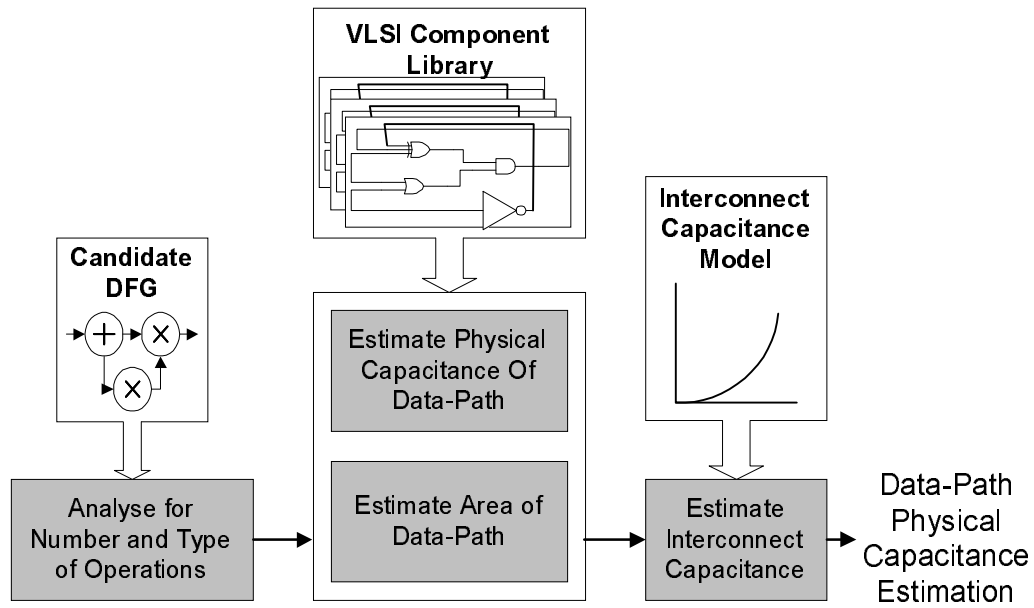 VLSI Component
Library
Interconnect
Capacitance
Model
Candidate
DFG
+
×
×
Estimate Physical
Capacitance Of
Data-Path
Analyse for
Number and Type
of Operations
Estimate Area of
Data-Path
Estimate
Interconnect
Capacitance
Data-Path
Physical
Capacitance
Estimation